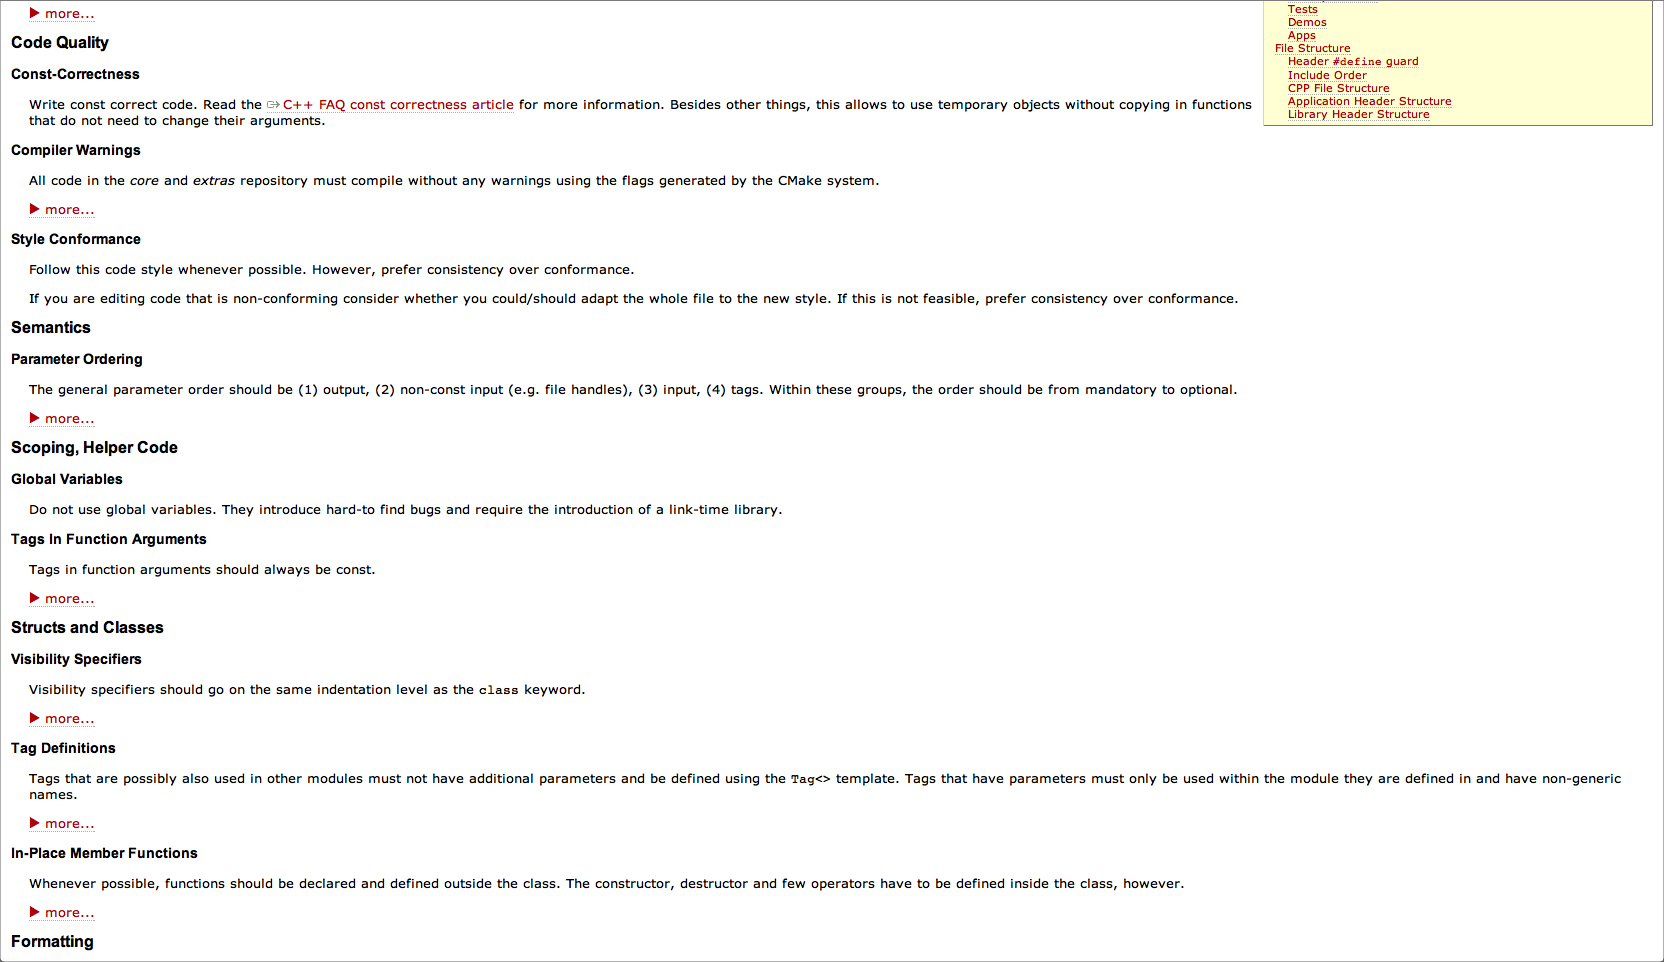 ▶ more...
Code Quality
Const-Correctness
Write const correct code. Read the C++ FAQ const correctness article for more information. Besides other things, this allows to use temporary objects without copying in functions
that do not need to change their arguments.
Compiler Warnings
All code in the core and extras repository must compile without any warnings using the flags generated by the CMake system.
▶ more...
Style Conformance
Follow this code style whenever possible. However, prefer consistency over conformance.
If you are editing code that is non-conforming consider whether you could/should adapt the whole file to the new style. If this is not feasible, prefer consistency over conformance.
Semantics
Parameter Ordering
The general parameter order should be (1) output, (2) non-const input (e.g. file handles), (3) input, (4) tags. Within these groups, the order should be from mandatory to optional.
▶ more...
Scoping, Helper Code
Global Variables
Do not use global variables. They introduce hard-to find bugs and require the introduction of a link-time library.
Tags In Function Arguments
Tags in function arguments should always be const.
▶ more...
Structs and Classes
Visibility Specifiers
Visibility specifiers should go on the same indentation level as the class keyword.
▶ more...
Tag Definitions
Tags that are possibly also used in other modules must not have additional parameters and be defined using the Tag<> template. Tags that have parameters must only be used within the module they are defined in and have non-generic
names.
▶ more...
In-Place Member Functions
Whenever possible, functions should be declared and defined outside the class. The constructor, destructor and few operators have to be defined inside the class, however.
▶ more...
Formatting
Tests
Demos
Apps
File Structure
Header #define guard
Include Order
CPP File Structure
Application Header Structure
Library Header Structure